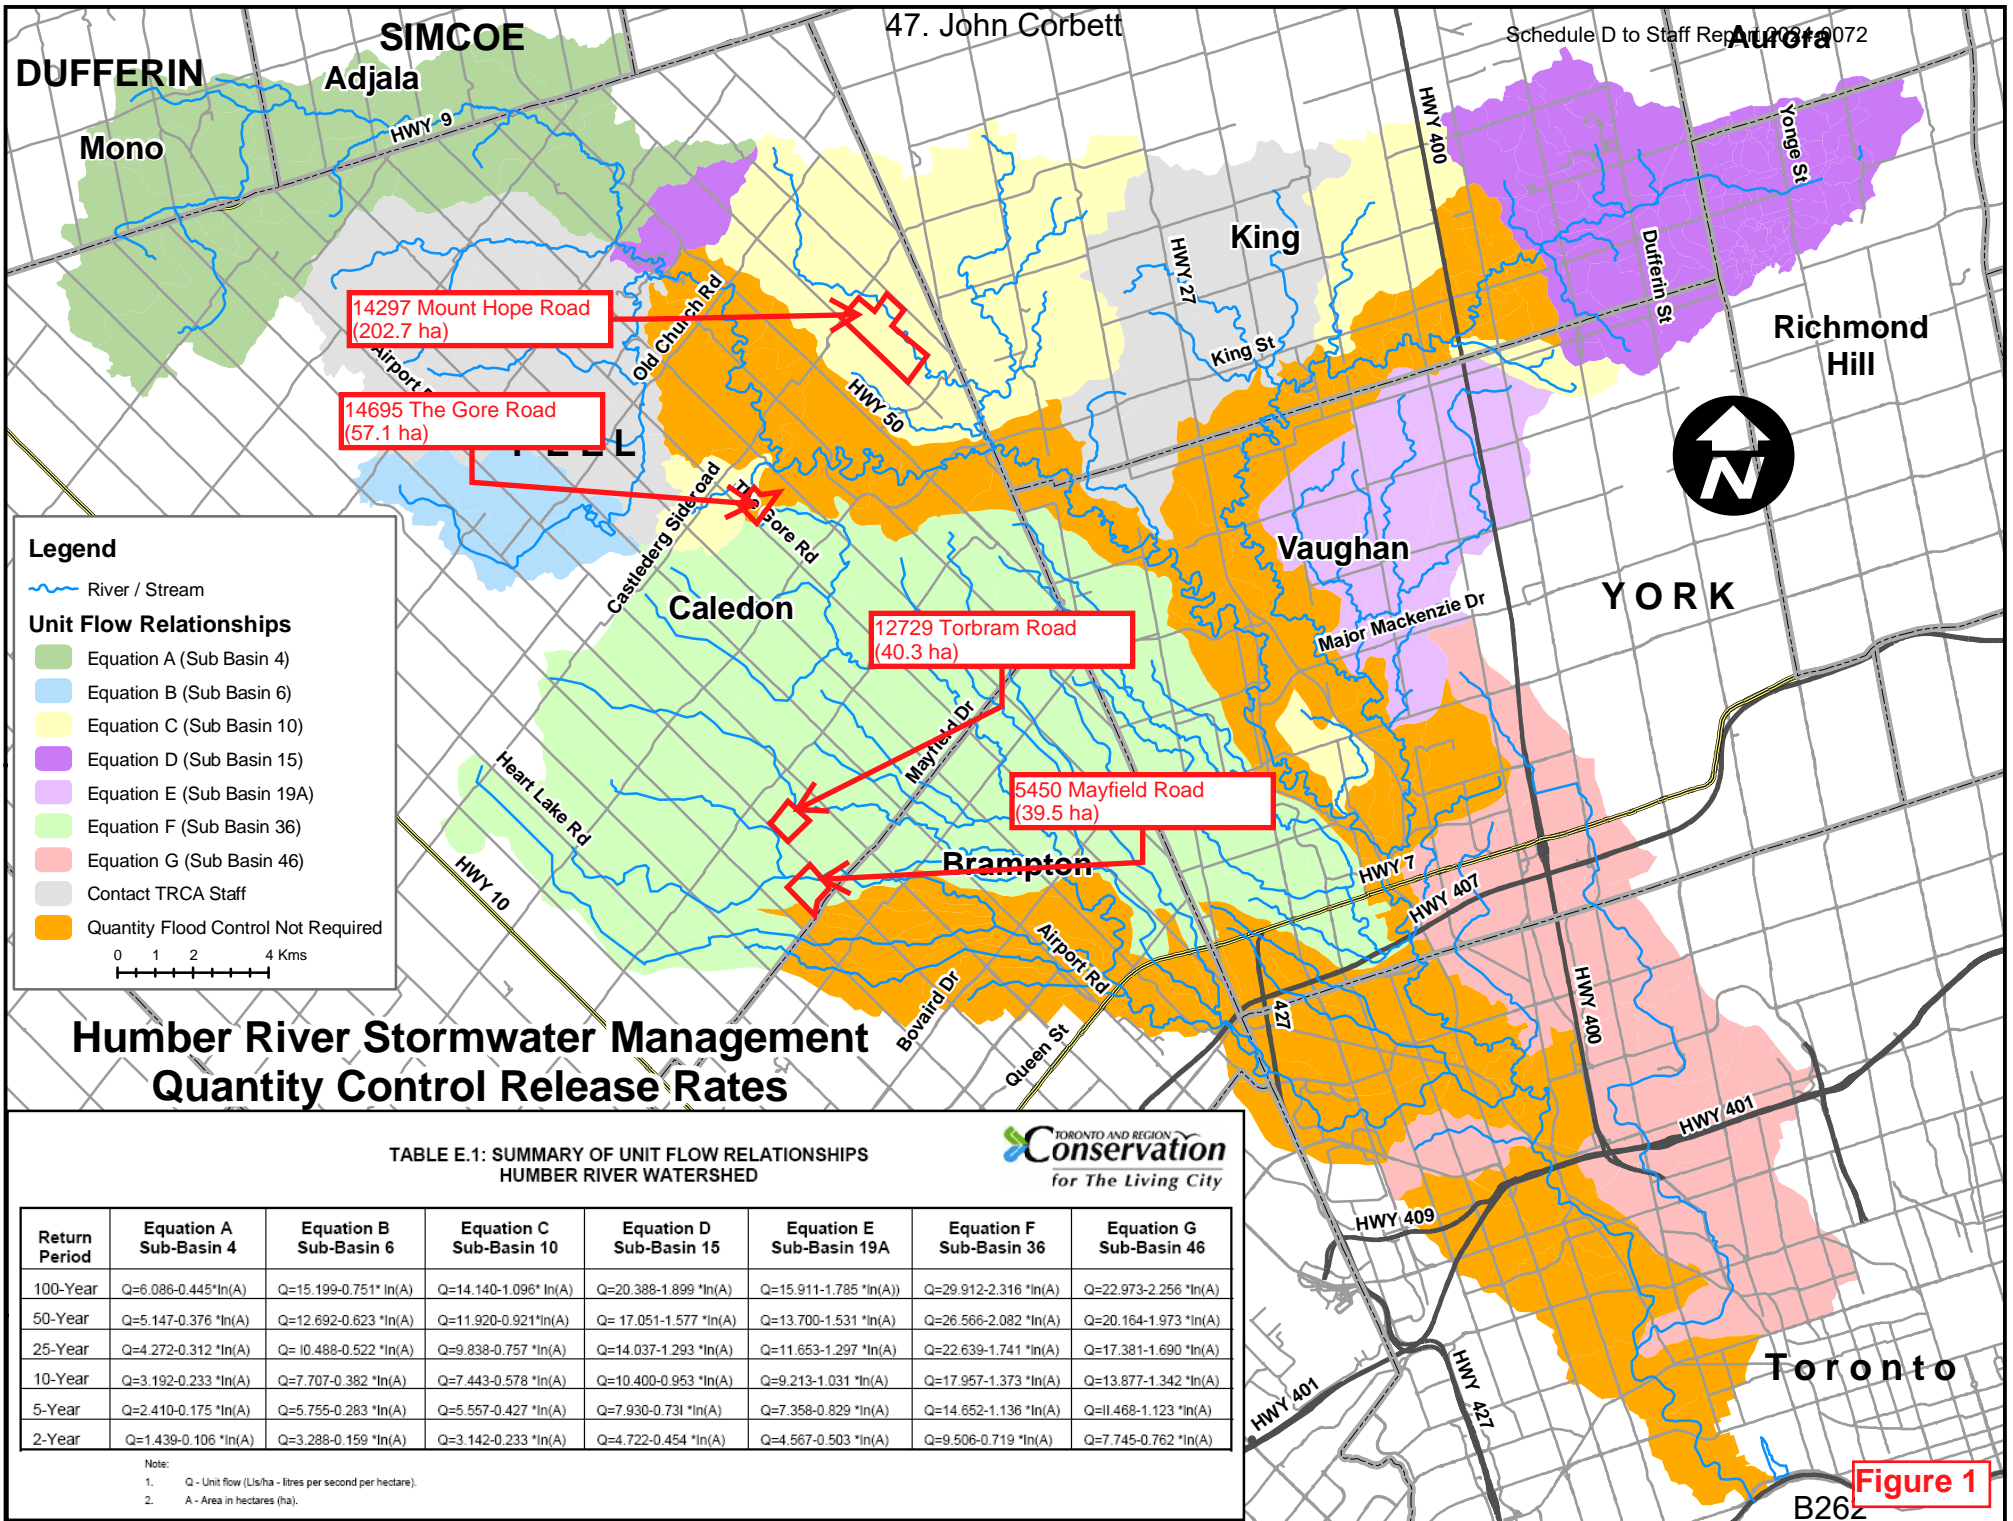 47. John Corbett
Schedule D to Staff Report 2024-0072
Aurora
SIMCOE
DUFFERIN
Adjala
HWY 9
Mono
HWY 400
Yonge St
King
HWY 27
Dufferin St
Old Church Rd
14297 Mount Hope Road
(202.7 ha)
Richmond
Hill
King St
Airport
HWY 50
14695 The Gore Road
(57.1 ha)
PEEL
The Gore Rd
Castlederg Sideroad
Vaughan
YORK
Caledon
Major Mackenzie Dr
12729 Torbram Road
(40.3 ha)
Mayfield Dr
Heart Lake Rd
5450 Mayfield Road
(39.5 ha)
Brampton
HWY 7
HWY 407
HWY 10
Airport Rd
Bovaird Dr
Queen St
427
HWY 400
HWY 401
HWY 409
HWY 401
HWY 427
Toronto
Legend
River / Stream
Unit Flow Relationships
Equation A (Sub Basin 4)
Equation B (Sub Basin 6)
Equation C (Sub Basin 10)
Equation D (Sub Basin 15)
Equation E (Sub Basin 19A)
Equation F (Sub Basin 36)
Equation G (Sub Basin 46)
Contact TRCA Staff
Quantity Flood Control Not Required
0 1 2 4 Kms
N
Humber River Stormwater Management
Quantity Control Release Rates
TABLE E.1: SUMMARY OF UNIT FLOW RELATIONSHIPS
HUMBER RIVER WATERSHED
TORONTO AND REGION
Conservation
for The Living City
Return Period Equation A Sub-Basin 4 Equation B Sub-Basin 6 Equation C Sub-Basin 10 Equation D Sub-Basin 15 Equation E Sub-Basin 19A Equation F Sub-Basin 36 Equation G Sub-Basin 46
100-Year Q=6.086-0.445*ln(A) Q=15.199-0.751* ln(A) Q=14.140-1.096* ln(A) Q=20.388-1.899 *ln(A) Q=15.911-1.785 *ln(A)) Q=29.912-2.316 *ln(A) Q=22.973-2.256 *ln(A)
50-Year Q=5.147-0.376 *ln(A) Q=12.692-0.623 *ln(A) Q=11.920-0.921*ln(A) Q= 17.051-1.577 *ln(A) Q=13.700-1.531 *ln(A) Q=26.566-2.082 *ln(A) Q=20.164-1.973 *ln(A)
25-Year Q=4.272-0.312 *ln(A) Q= l0.488-0.522 *ln(A) Q=9.838-0.757 *ln(A) Q=14.037-1.293 *ln(A) Q=11.653-1.297 *ln(A) Q=22.639-1.741 *ln(A) Q=17.381-1.690 *ln(A)
10-Year Q=3.192-0.233 *ln(A) Q=7.707-0.382 *ln(A) Q=7.443-0.578 *ln(A) Q=10.400-0.953 *ln(A) Q=9.213-1.031 *ln(A) Q=17.957-1.373 *ln(A) Q=13.877-1.342 *ln(A)
5-Year Q=2.410-0.175 *ln(A) Q=5.755-0.283 *ln(A) Q=5.557-0.427 *ln(A) Q=7.930-0.73l *ln(A) Q=7.358-0.829 *ln(A) Q=14.652-1.136 *ln(A) Q=ll.468-1.123 *ln(A)
2-Year Q=1.439-0.106 *ln(A) Q=3.288-0.159 *ln(A) Q=3.142-0.233 *ln(A) Q=4.722-0.454 *ln(A) Q=4.567-0.503 *ln(A) Q=9.506-0.719 *ln(A) Q=7.745-0.762 *ln(A)
Note:
1. Q - Unit flow (L/s/ha - litres per second per hectare).
2. A - Area in hectares (ha).
Figure 1
B262